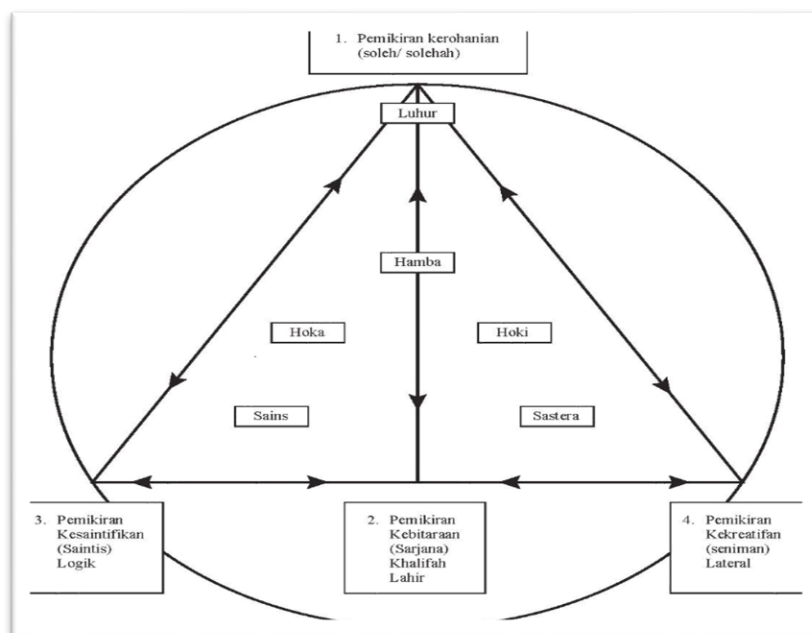 1. Pemikiran kerohanian
(soleh/ solehah)
Luhur
Hamba
Hoka
Hoki
Sains
Sastera
3. Pemikiran
Kesaintifikan
(Saintis)
Logik
2. Pemikiran
Kebitaraan
(Sarjana)
Khalifah
Lahir
4. Pemikiran
Kekreatifan
(seniman)
Lateral